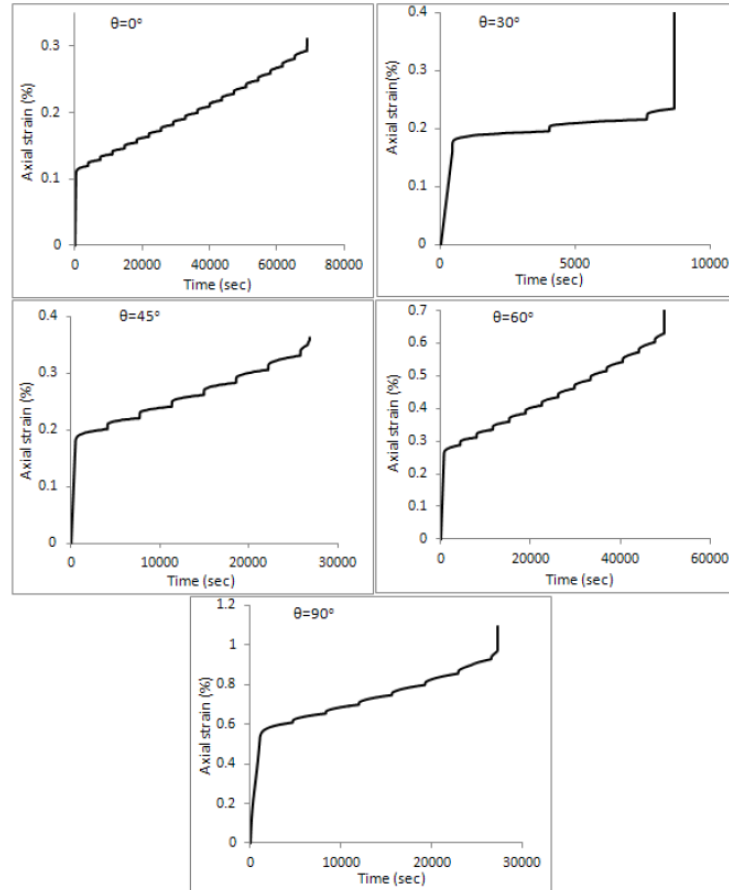 θ=0°
Axial strain (%)
0.3
0.2
0.1
0
0 20000 40000 60000 80000
Time (sec)
θ=30°
Axial strain(%)
0.4
0.3
0.2
0.1
0
0 5000 10000
Time (sec)
θ=45°
Axial strain (%)
0.4
0.3
0.2
0.1
0
0 10000 20000 30000
Time (sec)
θ=60°
Axial strain (%)
0.7
0.6
0.5
0.4
0.3
0.2
0.1
0
0 20000 40000 60000
Time (sec)
θ=90°
Axial strain (%)
1.2
1
0.8
0.6
0.4
0.2
0
0 10000 20000 30000
Time (sec)